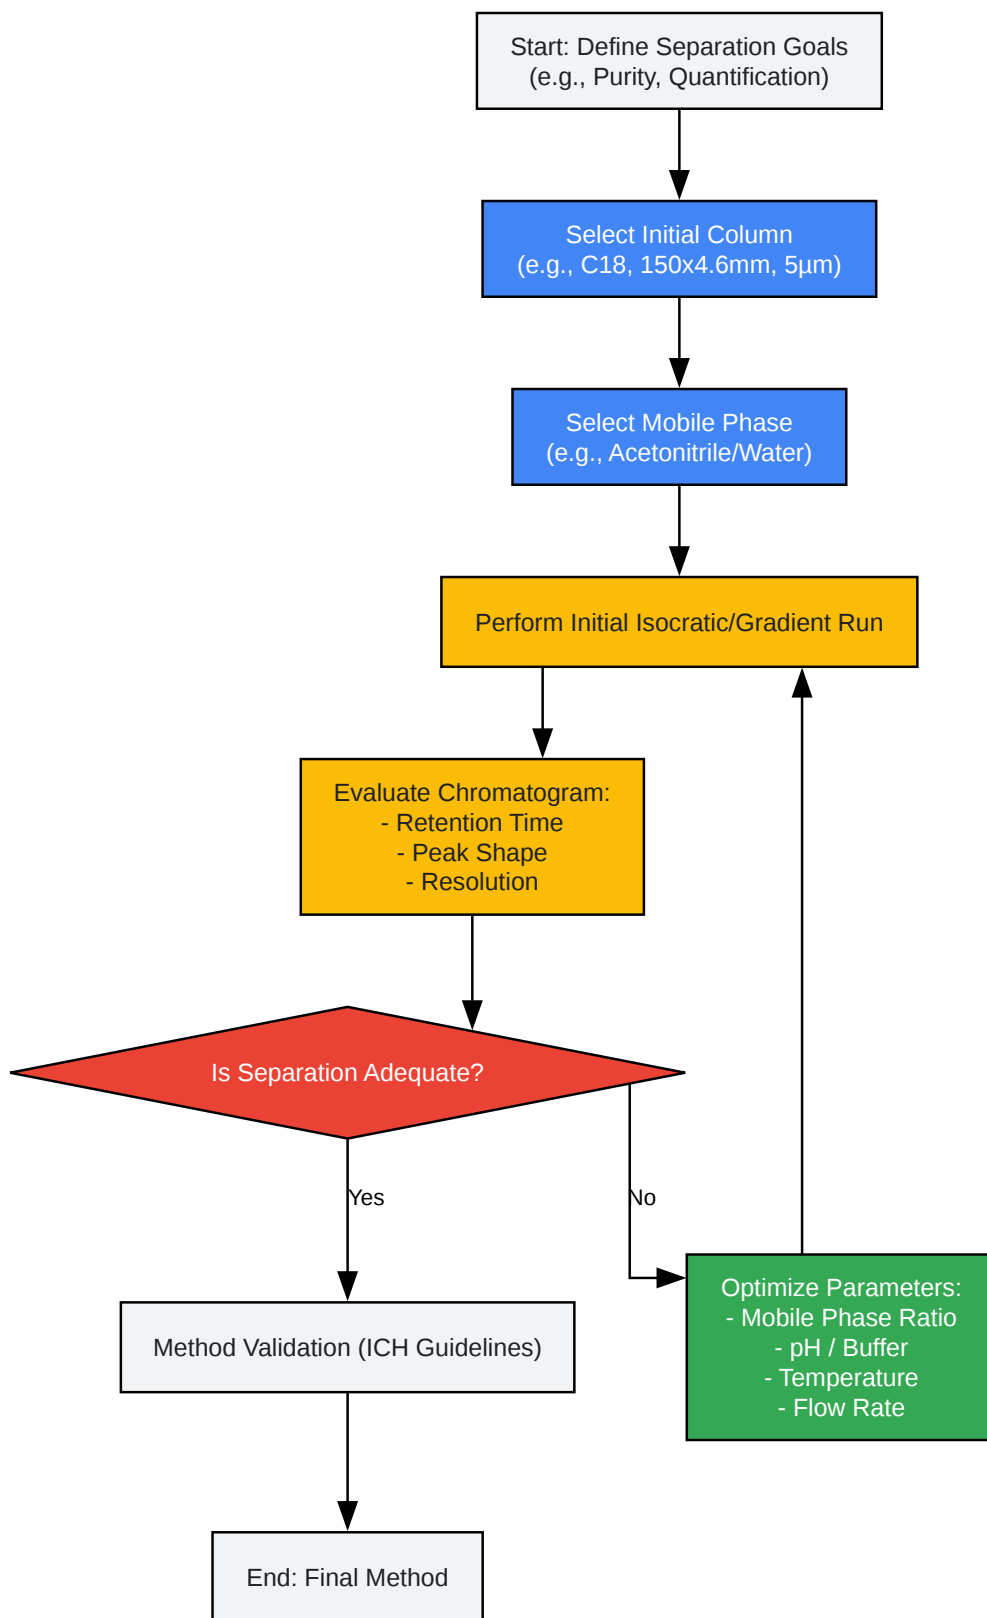 Start: Define Separation Goals
(e.g., Purity, Quantification)
Select Initial Column
(e.g., C18, 150x4.6mm, 5µm)
Select Mobile Phase
(e.g., Acetonitrile/Water)
Perform Initial Isocratic/Gradient Run
Evaluate Chromatogram:
- Retention Time
- Peak Shape
- Resolution
Is Separation Adequate?
Yes
No
Optimize Parameters:
- Mobile Phase Ratio
- pH / Buffer
- Temperature
- Flow Rate
Method Validation (ICH Guidelines)
End: Final Method